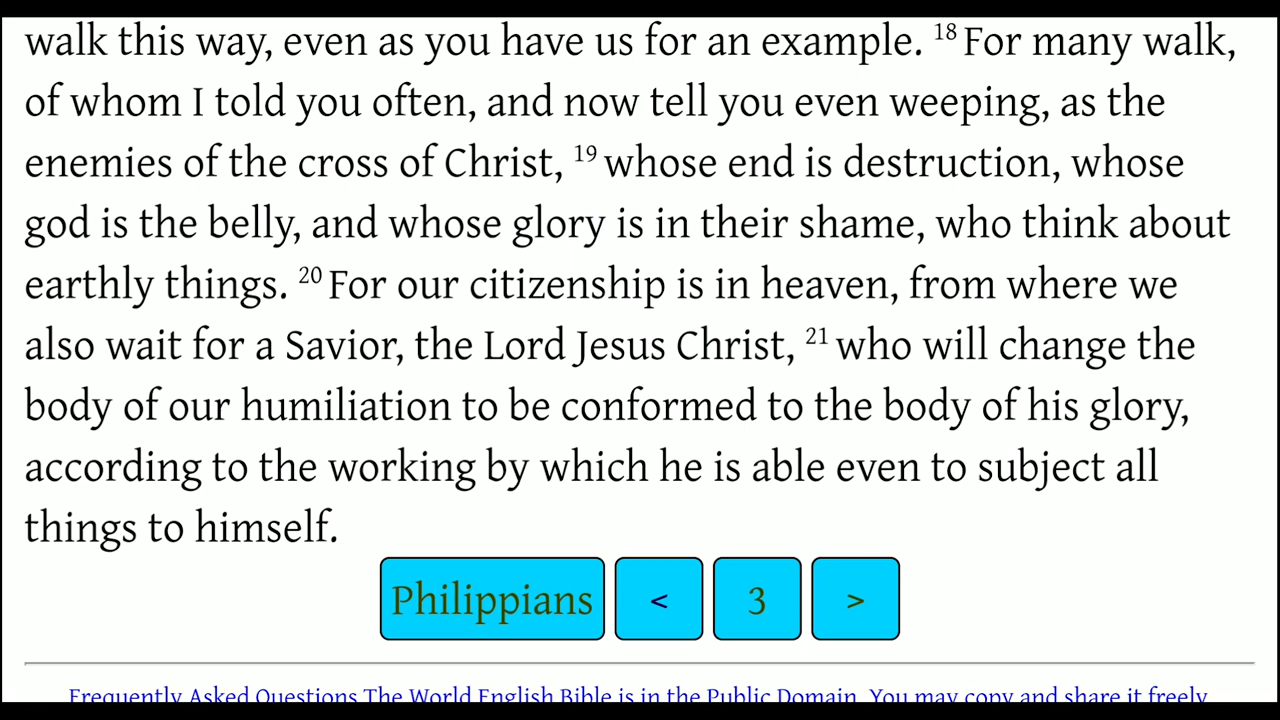 walk this way, even as you have us for an example. 18 For many walk,
of whom I told you often, and now tell you even weeping, as the
enemies of the cross of Christ, 19 whose end is destruction, whose
god is the belly, and whose glory is in their shame, who think about
earthly things. 20 For our citizenship is in heaven, from where we
also wait for a Savior, the Lord Jesus Christ, 21 who will change the
body of our humiliation to be conformed to the body of his glory,
according to the working by which he is able even to subject all
things to himself.
Philippians < 3 >
Frequently Asked Questions The World English Bible is in the Public Domain. You may copy and share it freely